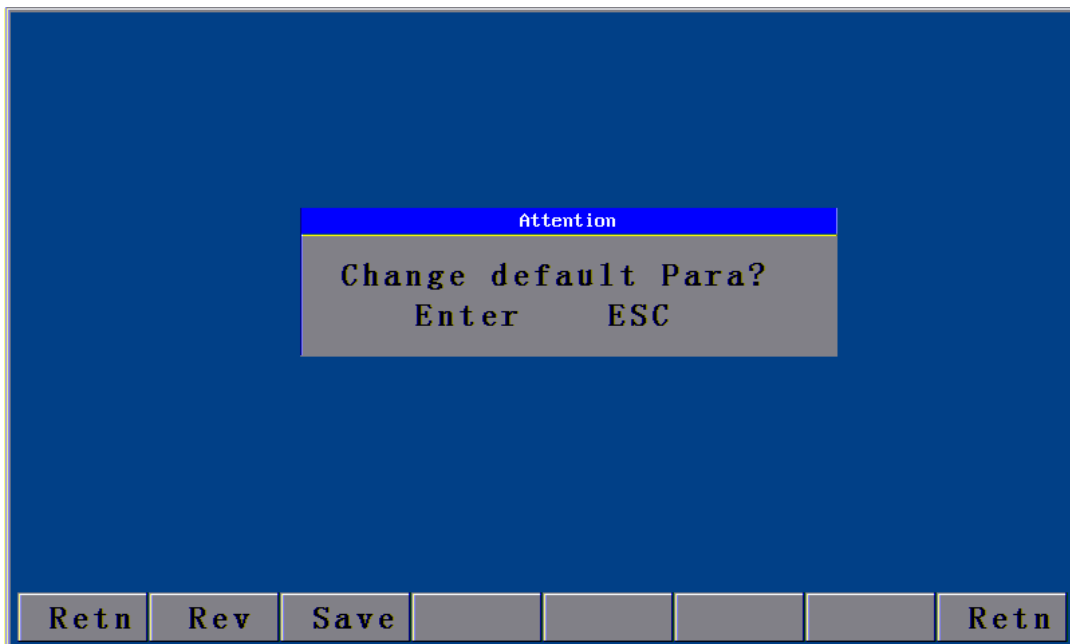 Attention
Change default Para?
Enter ESC
Retn Rev Save Retn